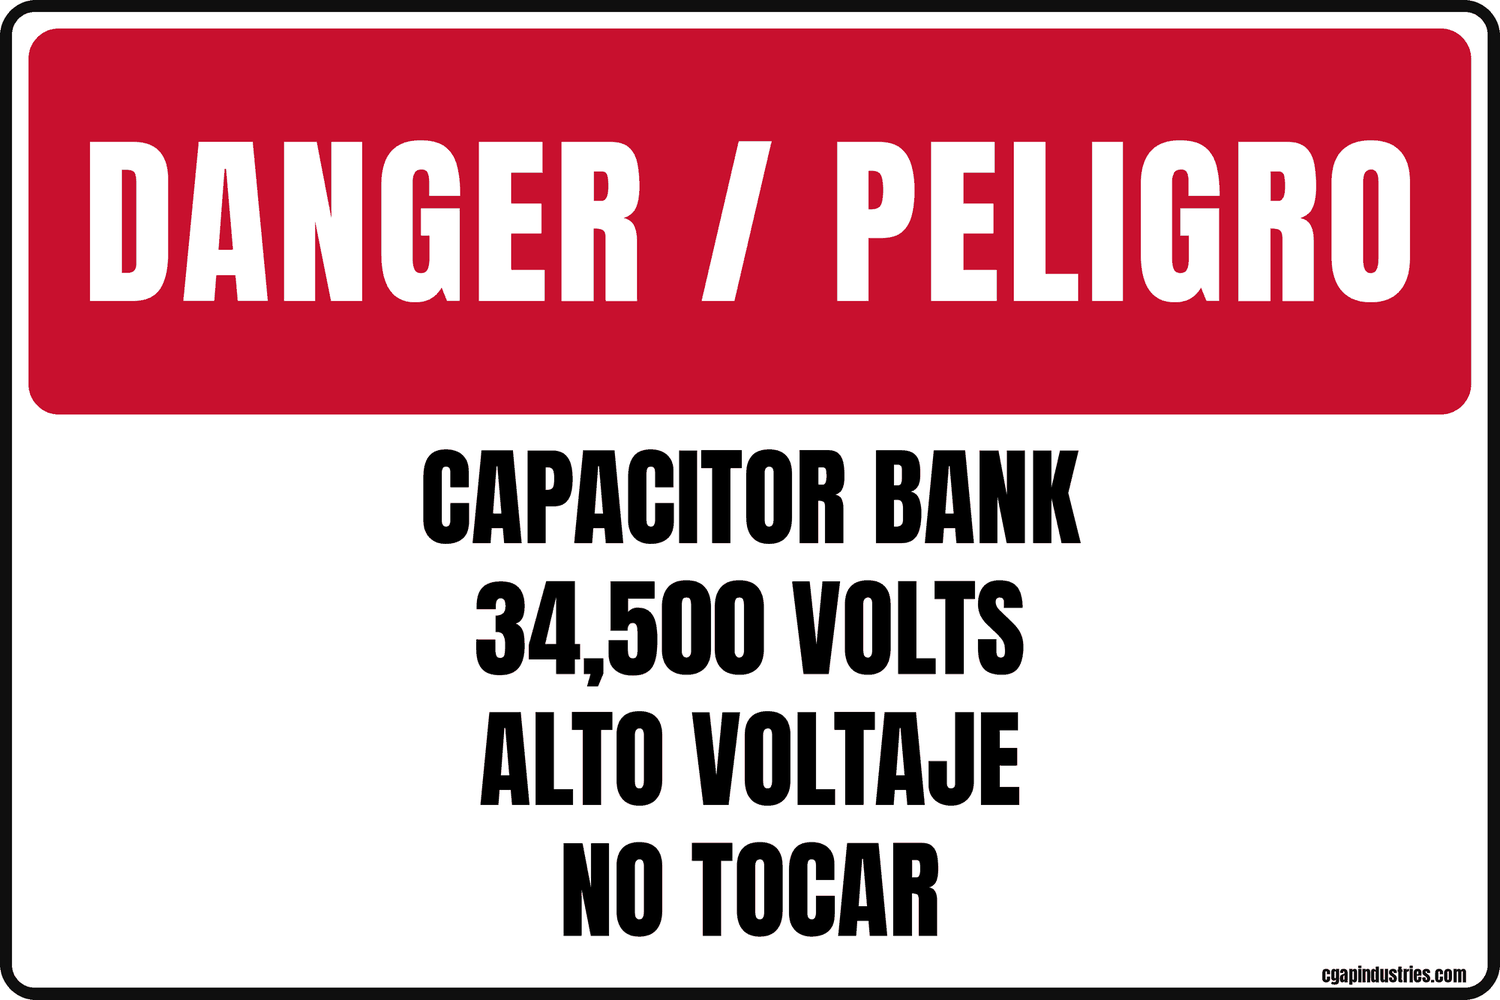 DANGER / PELIGRO
CAPACITOR BANK
34,500 VOLTS
ALTO VOLTAJE
NO TOCAR
cgapindustries.com